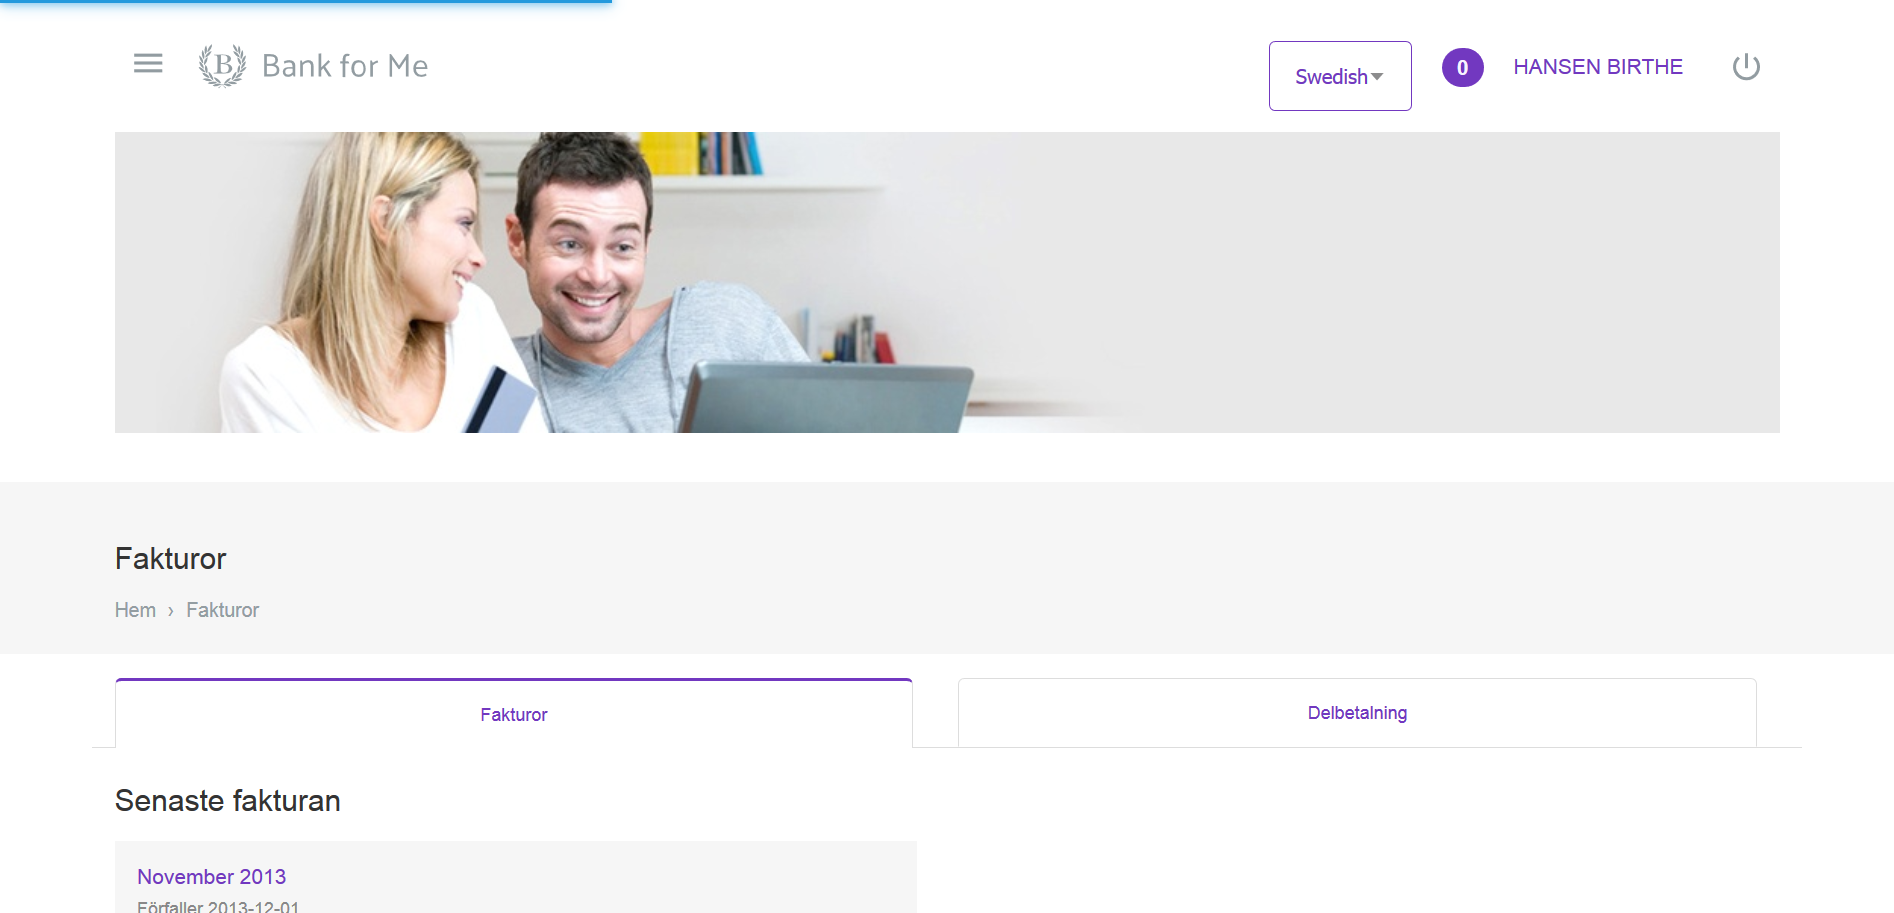 B Bank for Me
Swedish
0
HANSEN BIRTHE
Fakturor
Hem › Fakturor
Fakturor
Delbetalning
Senaste fakturan
November 2013
Förfaller 2013-12-01